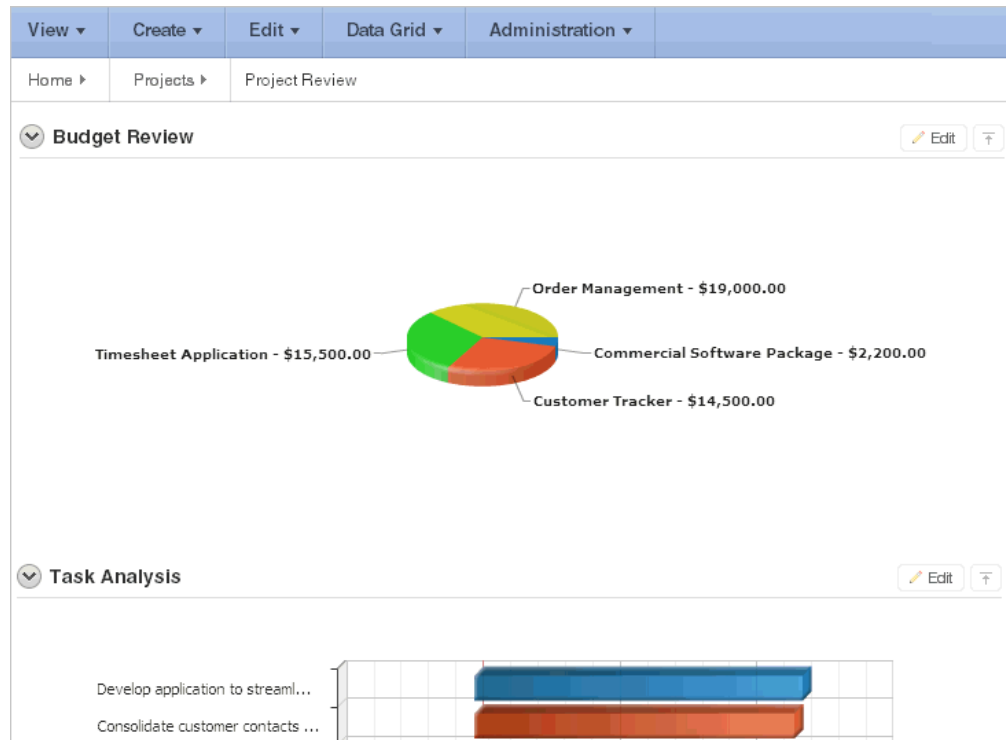 View Create Edit Data Grid Administration
Home Projects Project Review
Budget Review Edit
Order Management - $19,000.00
Timesheet Application - $15,500.00
Commercial Software Package - $2,200.00
Customer Tracker - $14,500.00
Task Analysis Edit
Develop application to streaml...
Consolidate customer contacts ...